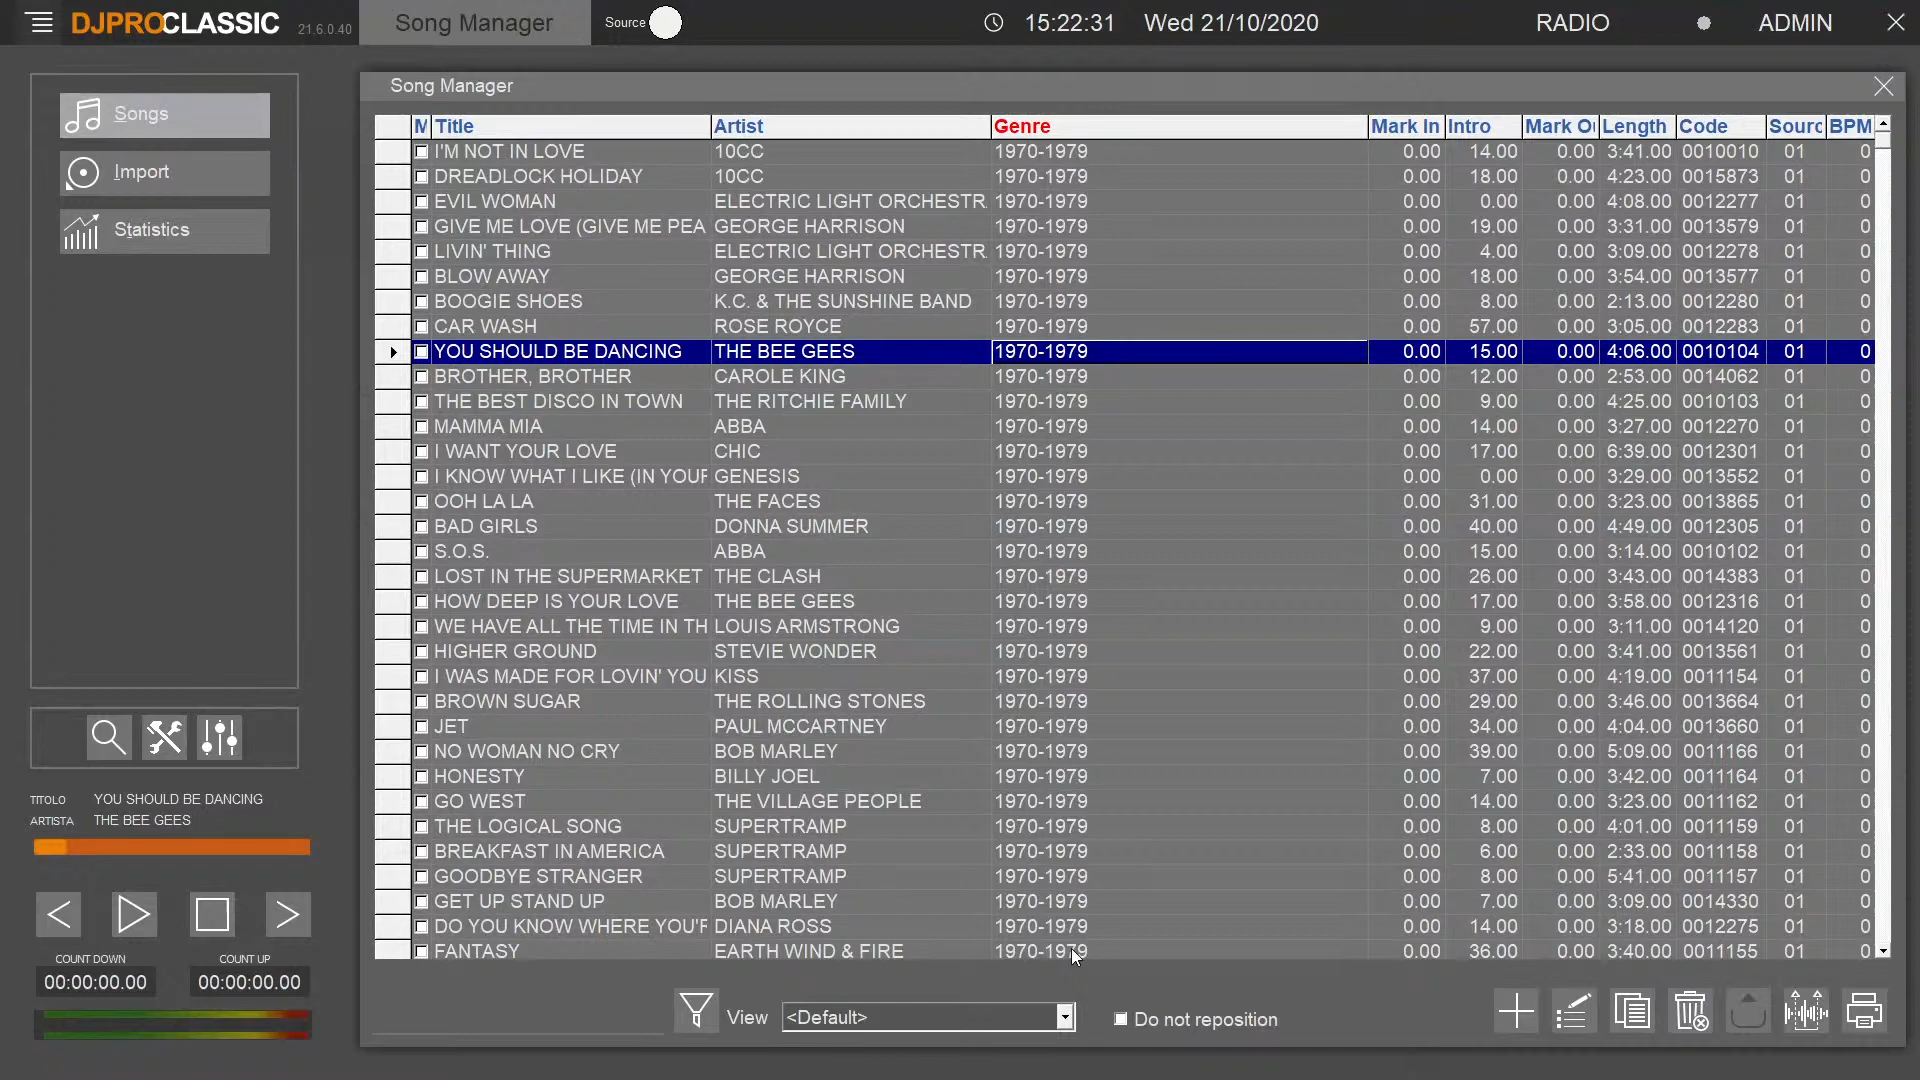 DJPROCLASSIC 21.6.0.40 Song Manager Source 15:22:31 Wed 21/10/2020 RADIO ADMIN
Songs
Import
Statistics
TITOLO YOU SHOULD BE DANCING
ARTISTA THE BEE GEES
COUNT DOWN COUNT UP
00:00:00.00 00:00:00.00
Song Manager
M Title Artist Genre Mark In Intro Mark Ou Length Code Sourc BPM
I'M NOT IN LOVE 10CC 1970-1979 0.00 14.00 0.00 3:41.00 0010010 01 0
DREADLOCK HOLIDAY 10CC 1970-1979 0.00 18.00 0.00 4:23.00 0015873 01 0
EVIL WOMAN ELECTRIC LIGHT ORCHESTR. 1970-1979 0.00 0.00 0.00 4:08.00 0012277 01 0
GIVE ME LOVE (GIVE ME PEA GEORGE HARRISON 1970-1979 0.00 19.00 0.00 3:31.00 0013579 01 0
LIVIN' THING ELECTRIC LIGHT ORCHESTR. 1970-1979 0.00 4.00 0.00 3:09.00 0012278 01 0
BLOW AWAY GEORGE HARRISON 1970-1979 0.00 18.00 0.00 3:54.00 0013577 01 0
BOOGIE SHOES K.C. & THE SUNSHINE BAND 1970-1979 0.00 8.00 0.00 2:13.00 0012280 01 0
CAR WASH ROSE ROYCE 1970-1979 0.00 57.00 0.00 3:05.00 0012283 01 0
YOU SHOULD BE DANCING THE BEE GEES 1970-1979 0.00 15.00 0.00 4:06.00 0010104 01 0
BROTHER, BROTHER CAROLE KING 1970-1979 0.00 12.00 0.00 2:53.00 0014062 01 0
THE BEST DISCO IN TOWN THE RITCHIE FAMILY 1970-1979 0.00 9.00 0.00 4:25.00 0010103 01 0
MAMMA MIA ABBA 1970-1979 0.00 14.00 0.00 3:27.00 0012270 01 0
I WANT YOUR LOVE CHIC 1970-1979 0.00 17.00 0.00 6:39.00 0012301 01 0
I KNOW WHAT I LIKE (IN YOUR GENESIS 1970-1979 0.00 0.00 0.00 3:29.00 0013552 01 0
OOH LA LA THE FACES 1970-1979 0.00 31.00 0.00 3:23.00 0013865 01 0
BAD GIRLS DONNA SUMMER 1970-1979 0.00 40.00 0.00 4:49.00 0012305 01 0
S.O.S. ABBA 1970-1979 0.00 15.00 0.00 3:14.00 0010102 01 0
LOST IN THE SUPERMARKET THE CLASH 1970-1979 0.00 26.00 0.00 3:43.00 0014383 01 0
HOW DEEP IS YOUR LOVE THE BEE GEES 1970-1979 0.00 17.00 0.00 3:58.00 0012316 01 0
WE HAVE ALL THE TIME IN TH LOUIS ARMSTRONG 1970-1979 0.00 9.00 0.00 3:11.00 0014120 01 0
HIGHER GROUND STEVIE WONDER 1970-1979 0.00 22.00 0.00 3:41.00 0013561 01 0
I WAS MADE FOR LOVIN' YOU KISS 1970-1979 0.00 37.00 0.00 4:19.00 0011154 01 0
BROWN SUGAR THE ROLLING STONES 1970-1979 0.00 29.00 0.00 3:46.00 0013664 01 0
JET PAUL MCCARTNEY 1970-1979 0.00 34.00 0.00 4:04.00 0013660 01 0
NO WOMAN NO CRY BOB MARLEY 1970-1979 0.00 39.00 0.00 5:09.00 0011166 01 0
HONESTY BILLY JOEL 1970-1979 0.00 7.00 0.00 3:42.00 0011164 01 0
GO WEST THE VILLAGE PEOPLE 1970-1979 0.00 14.00 0.00 3:23.00 0011162 01 0
THE LOGICAL SONG SUPERTRAMP 1970-1979 0.00 8.00 0.00 4:01.00 0011159 01 0
BREAKFAST IN AMERICA SUPERTRAMP 1970-1979 0.00 6.00 0.00 2:33.00 0011158 01 0
GOODBYE STRANGER SUPERTRAMP 1970-1979 0.00 8.00 0.00 5:41.00 0011157 01 0
GET UP STAND UP BOB MARLEY 1970-1979 0.00 7.00 0.00 3:09.00 0014330 01 0
DO YOU KNOW WHERE YOU'R DIANA ROSS 1970-1979 0.00 14.00 0.00 3:18.00 0012275 01 0
FANTASY EARTH WIND & FIRE 1970-1979 0.00 36.00 0.00 3:40.00 0011155 01 0
View <Default> Do not reposition